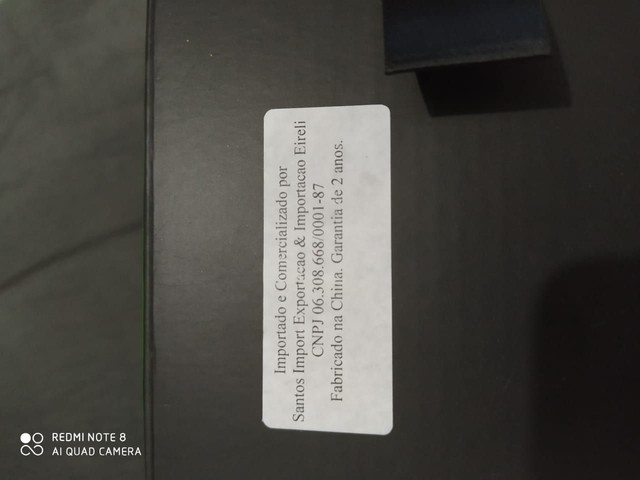 Importado e Comercializado por
Santos Import Exportacao & Importacao Eireli
CNPJ 06.308.668/0001-87
Fabricado na China. Garantia de 2 anos.
REDMI NOTE 8
AI QUAD CAMERA